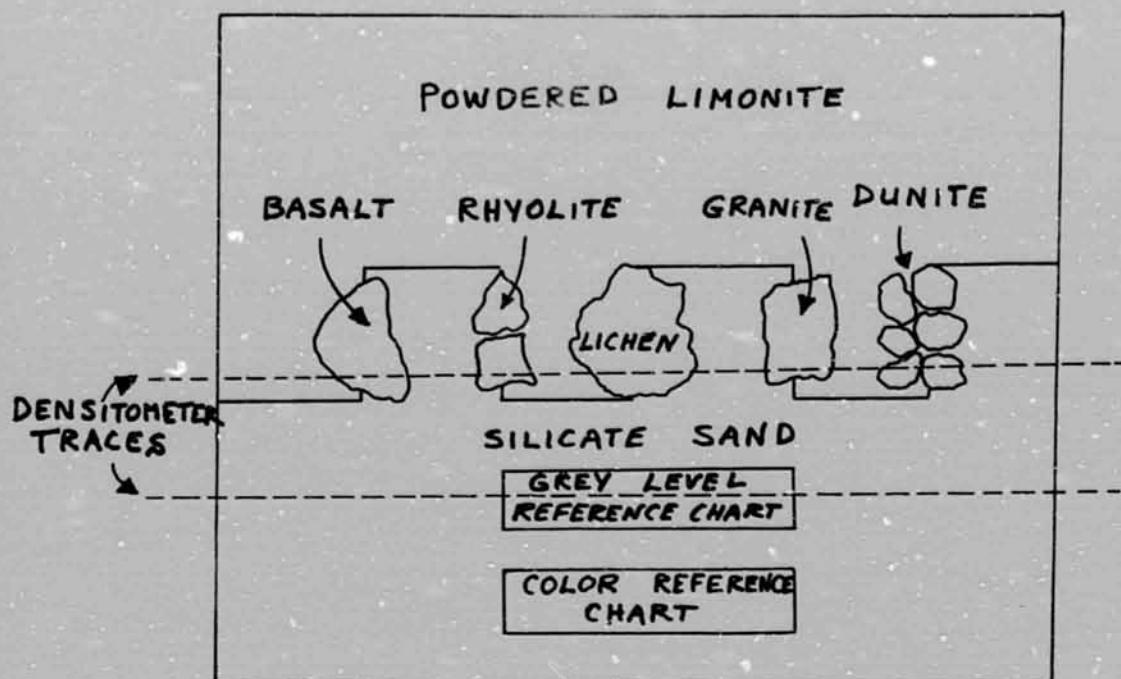 POWDERED LIMONITE
BASALT
RHYOLITE
GRANITE
DUNITE
LICHEN
DENSITOMETER
TRACES
SILICATE SAND
GREY LEVEL
REFERENCE CHART
COLOR REFERENCE
CHART